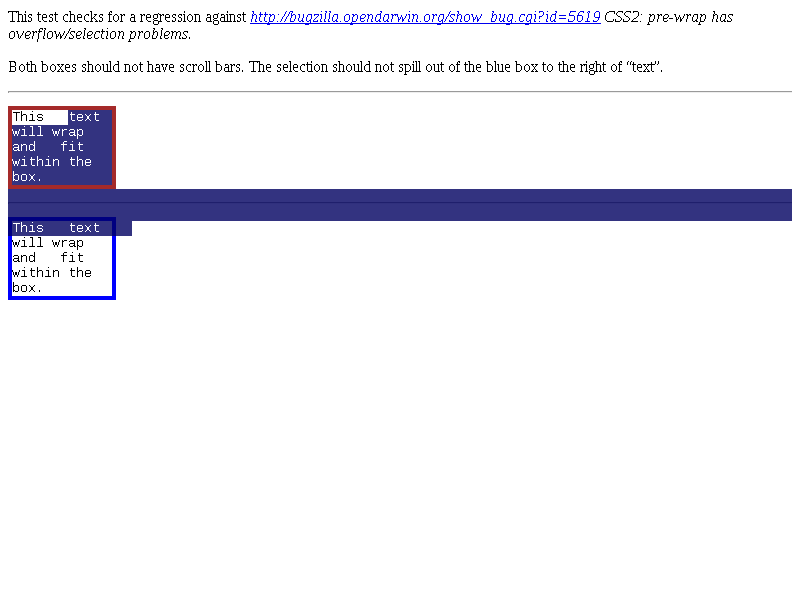 This test checks for a regression against http://bugzilla.opendarwin.org/show_bug.cgi?id=5619 CSS2: pre-wrap has
overflow/selection problems.
Both boxes should not have scroll bars. The selection should not spill out of the blue box to the right of “text”.
This   text
will wrap
and   fit
within the
box.
This   text
will wrap
and   fit
within the
box.